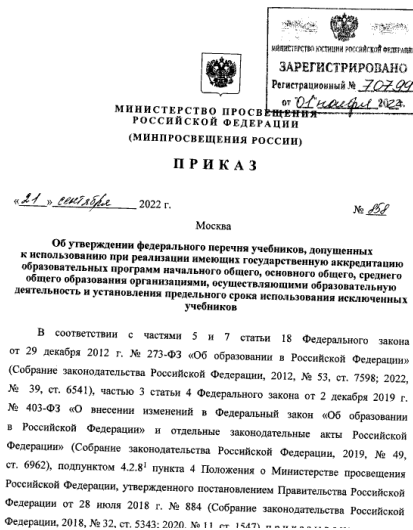 МИНИСТЕРСТВО ЮСТИЦИИ РОССИЙСКОЙ ФЕДЕРАЦИИ
ЗАРЕГИСТРИРОВАНО
Регистрационный № 70799
от "01" ноября 2022.
МИНИСТЕРСТВО ПРОСВЕЩЕНИЯ
РОССИЙСКОЙ ФЕДЕРАЦИИ
(МИНПРОСВЕЩЕНИЯ РОССИИ)
ПРИКАЗ
«21» сентября 2022 г.
№ 858
Москва
Об утверждении федерального перечня учебников, допущенных
к использованию при реализации имеющих государственную аккредитацию
образовательных программ начального общего, основного общего, среднего
общего образования организациями, осуществляющими образовательную
деятельность и установления предельного срока использования исключенных
учебников
В соответствии с частями 5 и 7 статьи 18 Федерального закона
от 29 декабря 2012 г. № 273-ФЗ «Об образовании в Российской Федерации»
(Собрание законодательства Российской Федерации, 2012, № 53, ст. 7598; 2022,
№ 39, ст. 6541), частью 3 статьи 4 Федерального закона от 2 декабря 2019 г.
№ 403-ФЗ «О внесении изменений в Федеральный закон «Об образовании
в Российской Федерации» и отдельные законодательные акты Российской
Федерации» (Собрание законодательства Российской Федерации, 2019, № 49,
ст. 6962), подпунктом 4.2.8¹ пункта 4 Положения о Министерстве просвещения
Российской Федерации, утвержденного постановлением Правительства Российской
Федерации от 28 июля 2018 г. № 884 (Собрание законодательства Российской
Федерации, 2018, № 32, ст. 5343; 2020, № 11, ст. 1547), приказываю